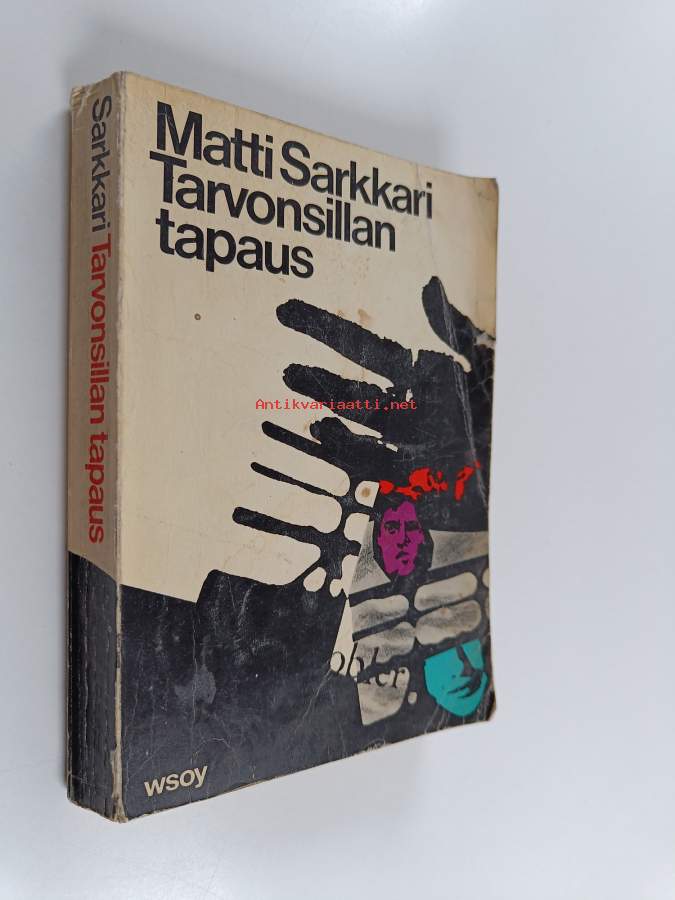 Matti Sarkkari
Tarvonsillan
tapaus
Sarkkari Tarvonsillan tapaus
Antikvariaatti.net
wsoy